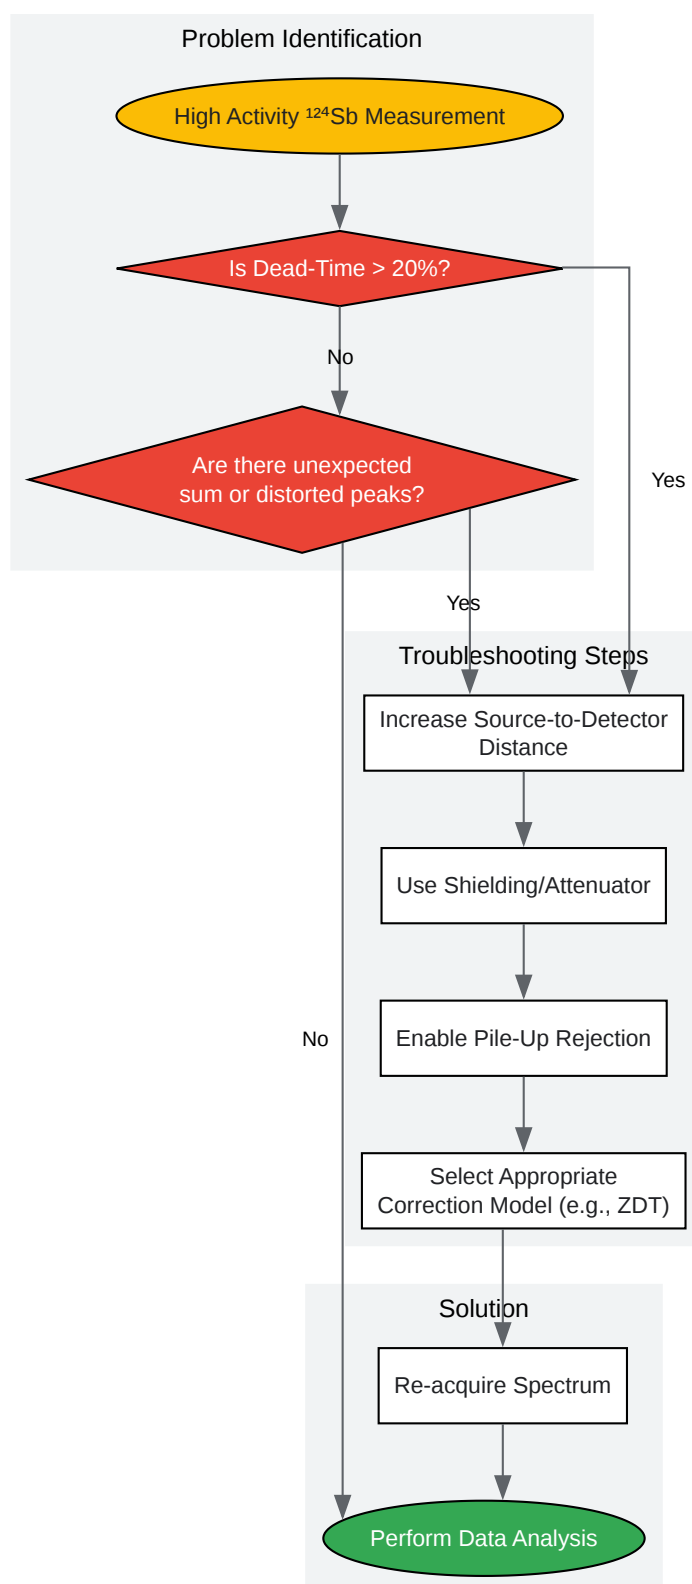 Problem Identification
High Activity ¹²⁴Sb Measurement
Is Dead-Time > 20%?
No
Are there unexpected
sum or distorted peaks?
Yes
Yes
Troubleshooting Steps
Increase Source-to-Detector
Distance
Use Shielding/Attenuator
No
Enable Pile-Up Rejection
Select Appropriate
Correction Model (e.g., ZDT)
Solution
Re-acquire Spectrum
Perform Data Analysis